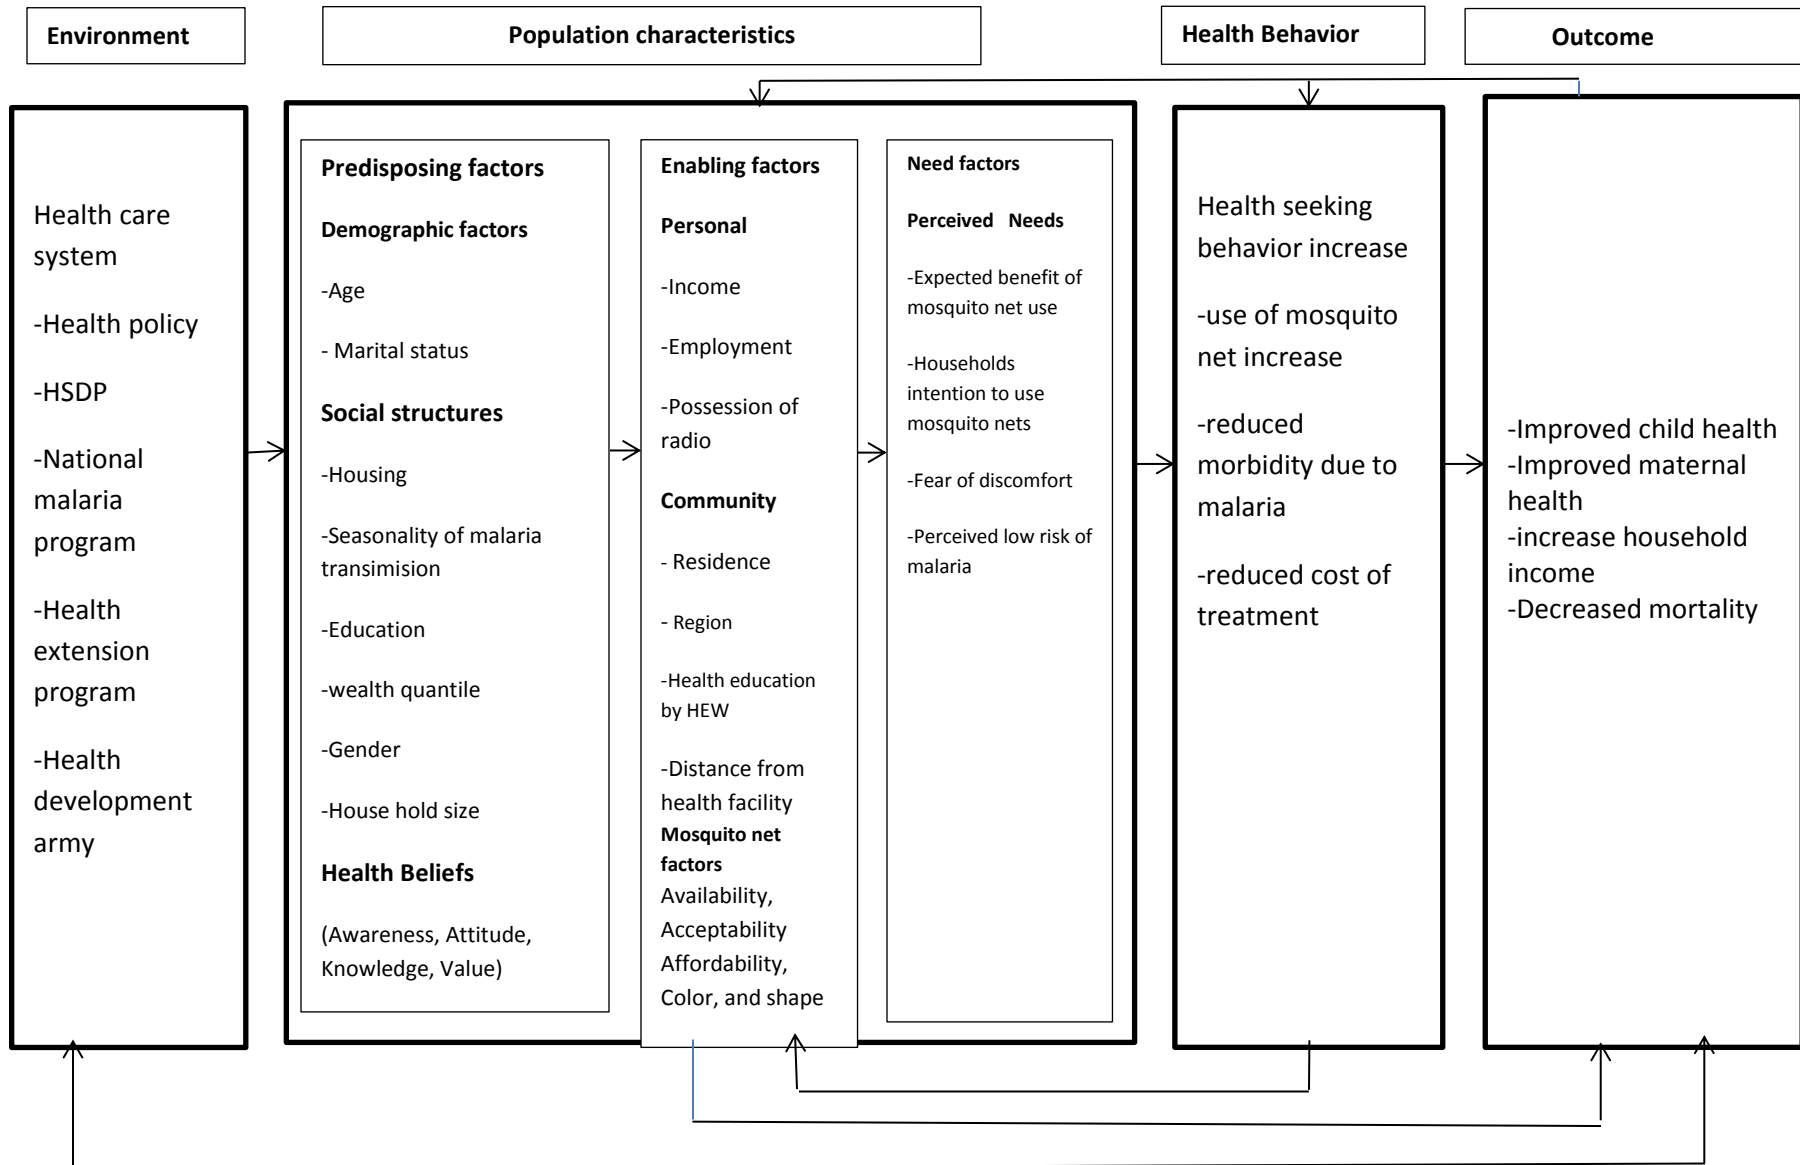 Environment
Population characteristics
Health Behavior
Outcome
Health care
system
-Health policy
-HSDP
-National
malaria
program
-Health
extension
program
-Health
development
army
Predisposing factors
Demographic factors
-Age
- Marital status
Social structures
-Housing
-Seasonality of malaria
transimision
-Education
-wealth quantile
-Gender
-House hold size
Health Beliefs
(Awareness, Attitude,
Knowledge, Value)
Enabling factors
Personal
-Income
-Employment
-Possession of
radio
Community
- Residence
- Region
-Health education
by HEW
-Distance from
health facility
Mosquito net
factors
Availability,
Acceptability
Affordability,
Color, and shape
Need factors
Perceived Needs
-Expected benefit of
mosquito net use
-Households
intention to use
mosquito nets
-Fear of discomfort
-Perceived low risk of
malaria
Health seeking
behavior increase
-use of mosquito
net increase
-reduced
morbidity due to
malaria
-reduced cost of
treatment
-Improved child health
-Improved maternal
health
-increase household
income
-Decreased mortality